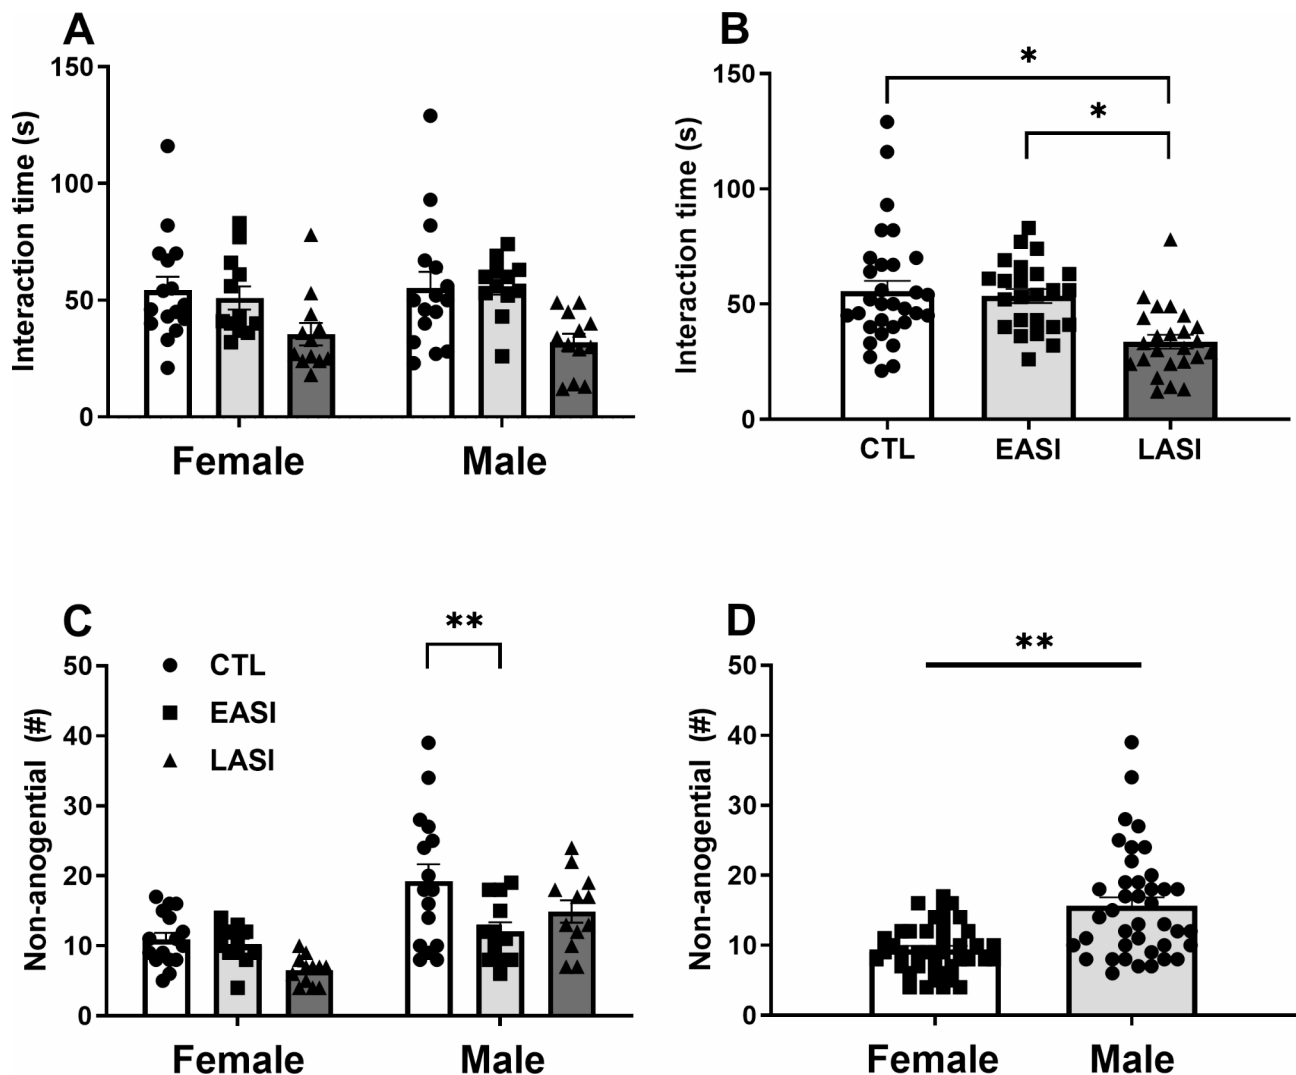 A
Interaction time (s)
150
100
50
0
Female Male
B
Interaction time (s)
150
100
50
0
*
*
CTL EASI LASI
C
Non-anogential (#)
50
40
30
20
10
0
**
CTL
EASI
LASI
Female Male
D
Non-anogential (#)
50
40
30
20
10
0
**
Female Male